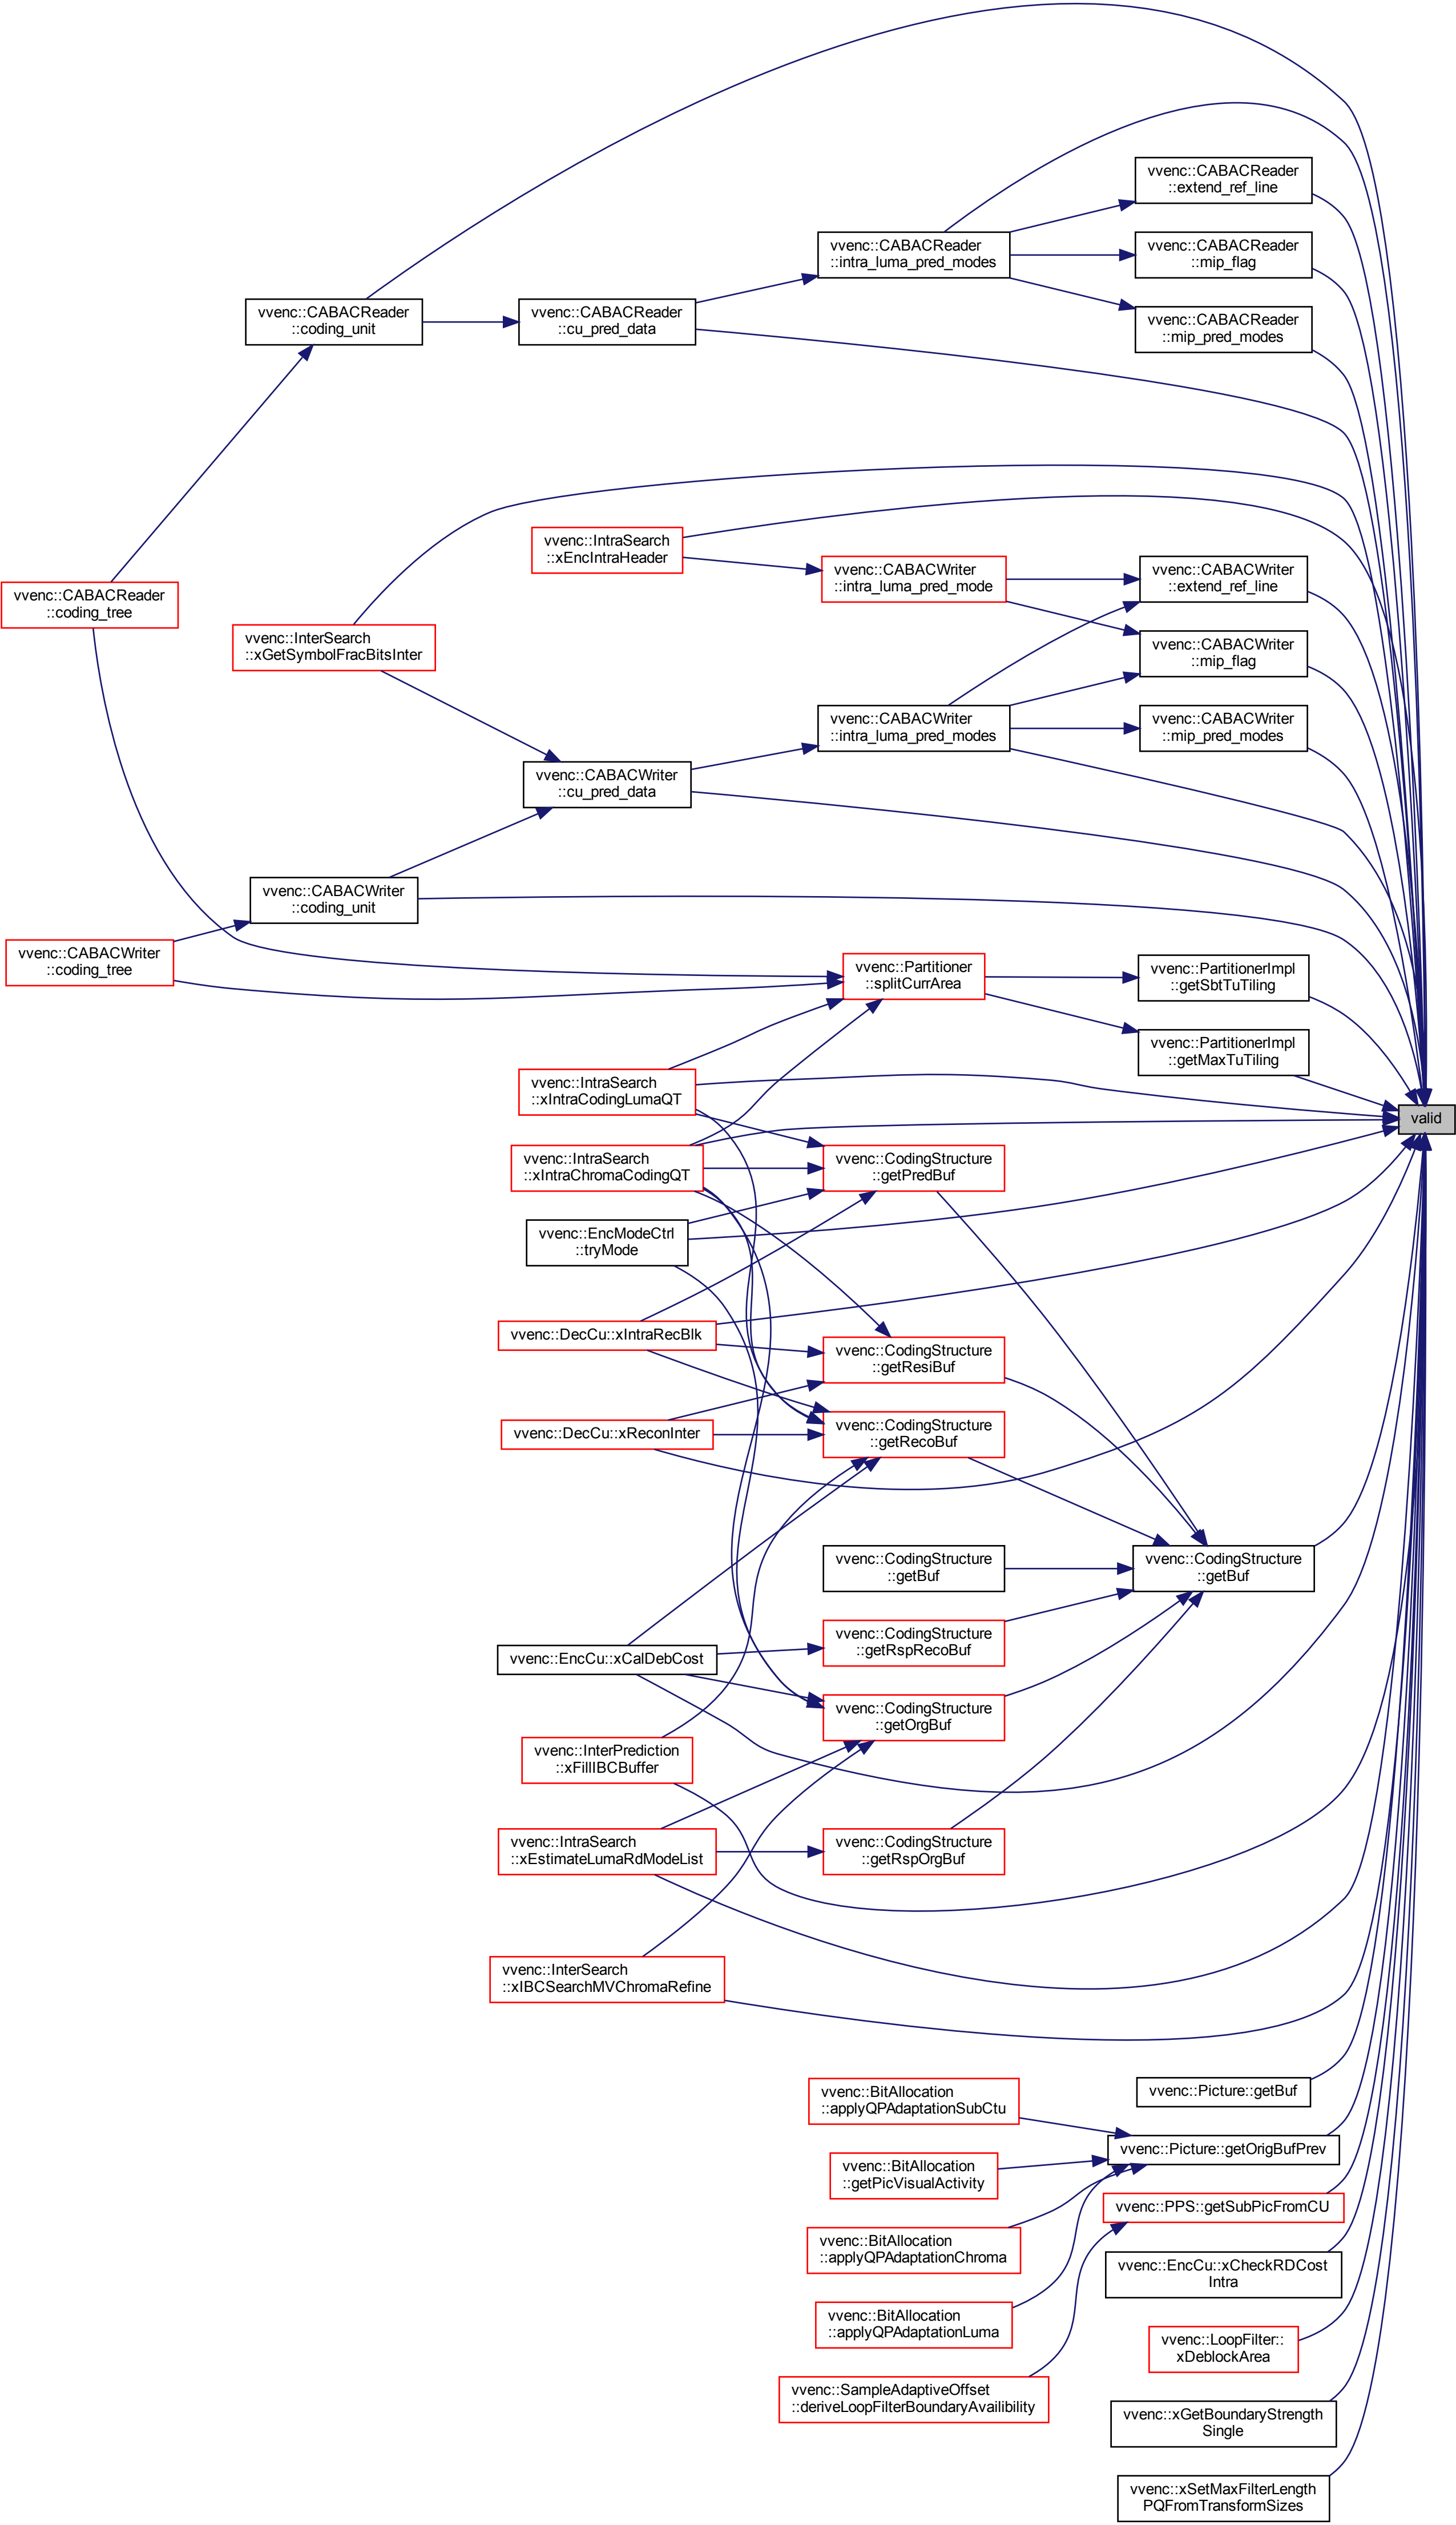 vvenc::CABACReader
::extend_ref_line
vvenc::CABACReader
::intra_luma_pred_modes
vvenc::CABACReader
::mip_flag
vvenc::CABACReader
::coding_unit
vvenc::CABACReader
::cu_pred_data
vvenc::CABACReader
::mip_pred_modes
vvenc::IntraSearch
::xEncIntraHeader
vvenc::CABACWriter
::intra_luma_pred_mode
vvenc::CABACWriter
::extend_ref_line
vvenc::CABACReader
::coding_tree
vvenc::InterSearch
::xGetSymbolFracBitsInter
vvenc::CABACWriter
::mip_flag
vvenc::CABACWriter
::intra_luma_pred_modes
vvenc::CABACWriter
::mip_pred_modes
vvenc::CABACWriter
::cu_pred_data
vvenc::CABACWriter
::coding_unit
vvenc::CABACWriter
::coding_tree
vvenc::Partitioner
::splitCurrArea
vvenc::PartitionerImpl
::getSbtTuTiling
vvenc::PartitionerImpl
::getMaxTuTiling
vvenc::IntraSearch
::xIntraCodingLumaQT
valid
vvenc::IntraSearch
::xIntraChromaCodingQT
vvenc::CodingStructure
::getPredBuf
vvenc::EncModeCtrl
::tryMode
vvenc::DecCu::xIntraRecBlk
vvenc::CodingStructure
::getResiBuf
vvenc::DecCu::xReconInter
vvenc::CodingStructure
::getRecoBuf
vvenc::CodingStructure
::getBuf
vvenc::CodingStructure
::getBuf
vvenc::EncCu::xCalDebCost
vvenc::CodingStructure
::getRspRecoBuf
vvenc::CodingStructure
::getOrgBuf
vvenc::InterPrediction
::xFillIBCBuffer
vvenc::IntraSearch
::xEstimateLumaRdModeList
vvenc::CodingStructure
::getRspOrgBuf
vvenc::InterSearch
::xIBCSearchMVChromaRefine
vvenc::BitAllocation
::applyQPAdaptationSubCtu
vvenc::Picture::getBuf
vvenc::Picture::getOrigBufPrev
vvenc::BitAllocation
::getPicVisualActivity
vvenc::PPS::getSubPicFromCU
vvenc::BitAllocation
::applyQPAdaptationChroma
vvenc::EncCu::xCheckRDCost
Intra
vvenc::BitAllocation
::applyQPAdaptationLuma
vvenc::LoopFilter::
xDeblockArea
vvenc::SampleAdaptiveOffset
::deriveLoopFilterBoundaryAvailibility
vvenc::xGetBoundaryStrength
Single
vvenc::xSetMaxFilterLength
PQFromTransformSizes